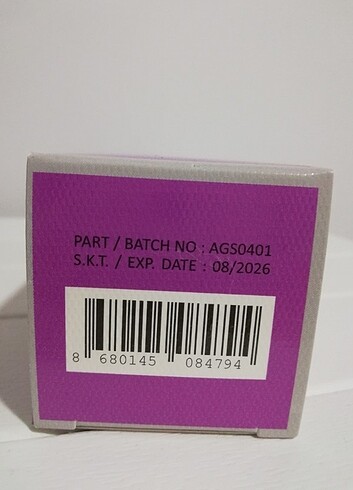 PART / BATCH NO : AGS0401
S.K.T. / EXP. DATE : 08/2026
8 680145 084794